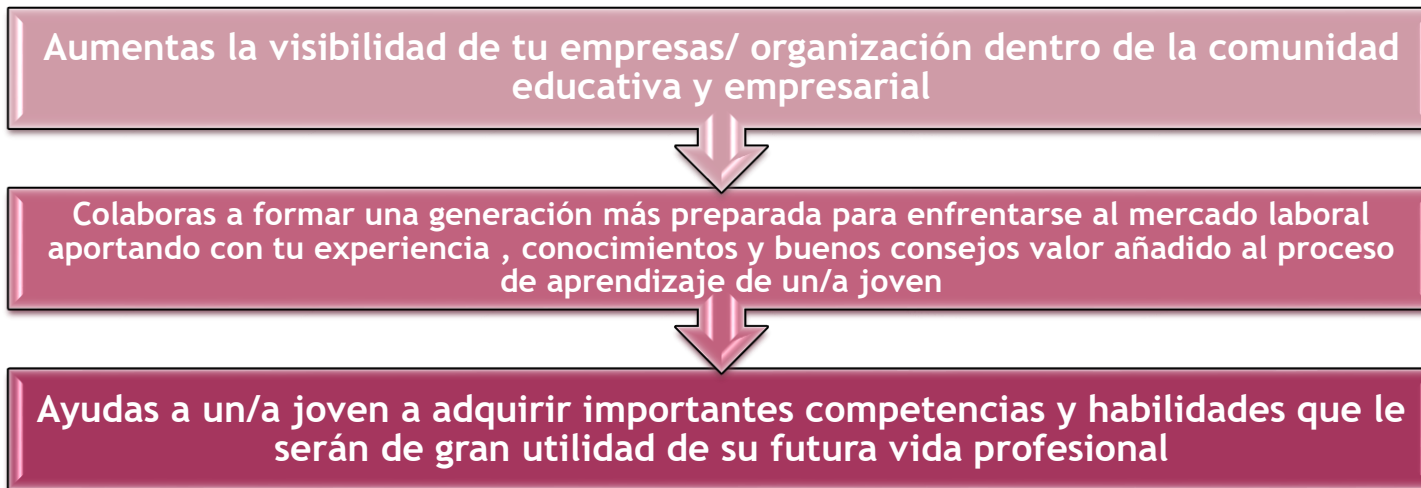 Aumentas la visibilidad de tu empresas/ organización dentro de la comunidad
educativa y empresarial
Colaboras a formar una generación más preparada para enfrentarse al mercado laboral
aportando con tu experiencia , conocimientos y buenos consejos valor añadido al proceso
de aprendizaje de un/a joven
Ayudas a un/a joven a adquirir importantes competencias y habilidades que le
serán de gran utilidad de su futura vida profesional